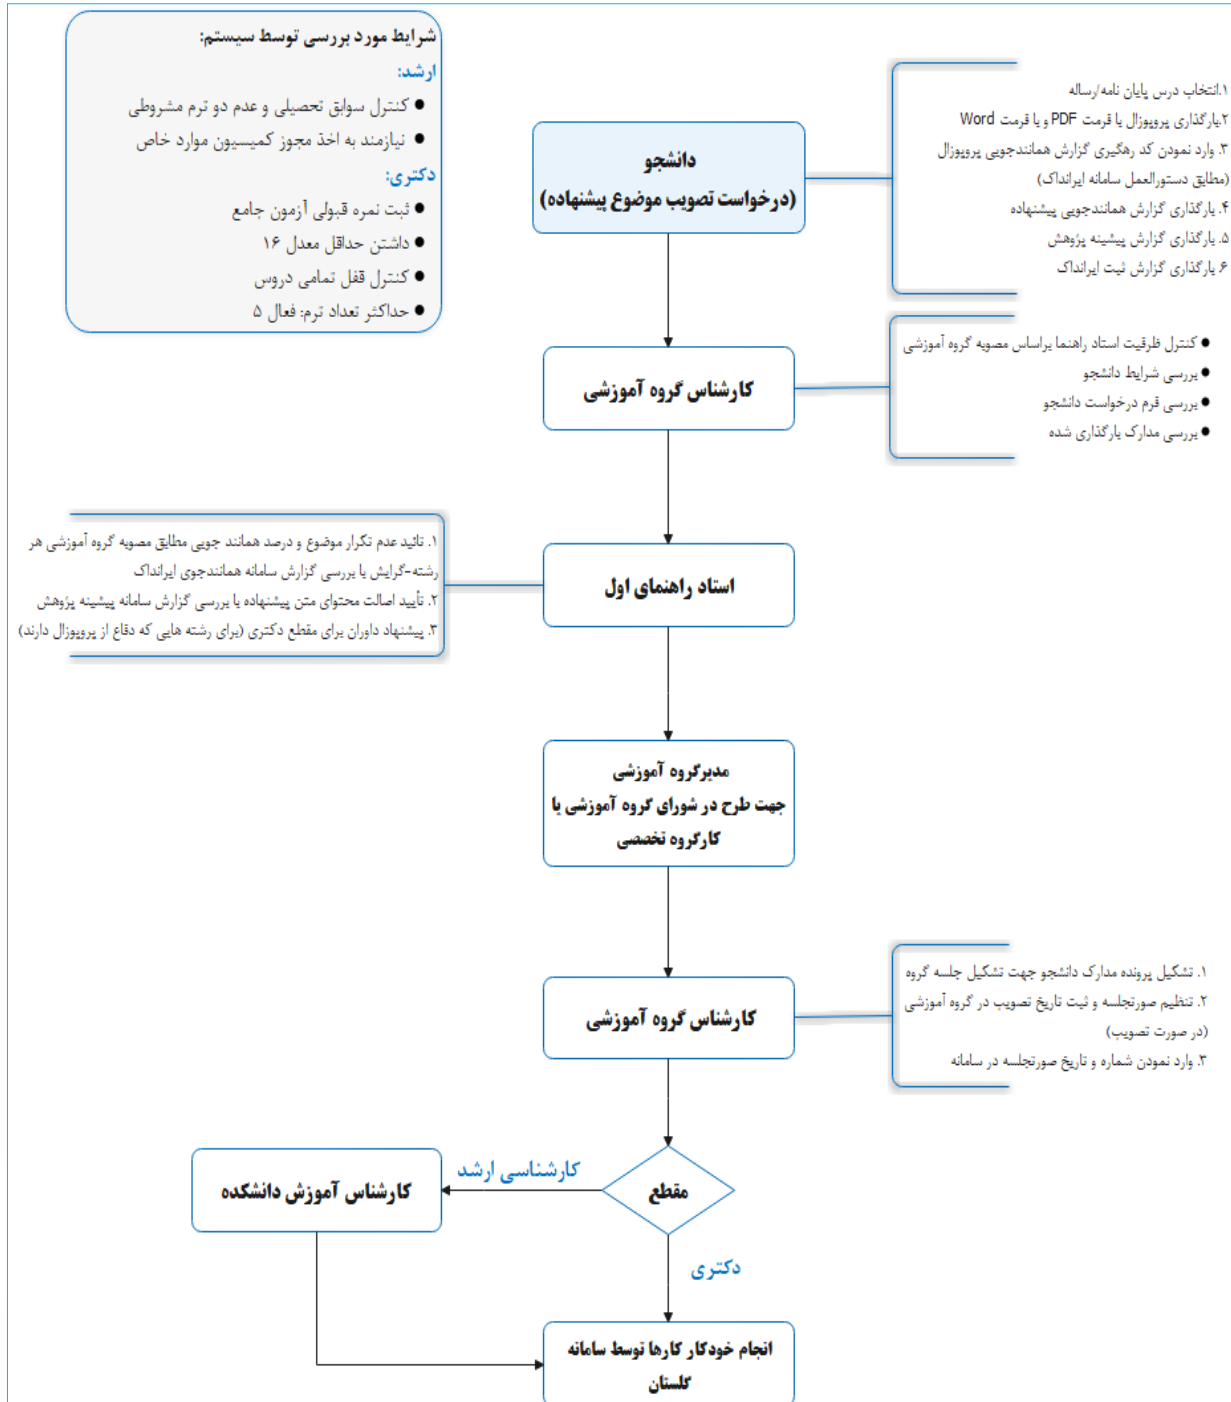 شرایط مورد بررسی توسط سیستم:
ارشد:
● کنترل سوابق تحصیلی و عدم دو ترم مشروطی
● نیازمند به اخذ مجوز کمیسیون موارد خاص
دکتری:
● ثبت نمره قبولی آزمون جامع
● داشتن حداقل معدل ۱۶
● کنترل قفل تمامی دروس
● حداکثر تعداد ترم: فعال ۵
دانشجو
(درخواست تصویب موضوع پیشنهاده)
۱.انتخاب درس پایان نامه/رساله
۲.بارگذاری پروپوزال با فرمت PDF و یا فرمت Word
۳. وارد نمودن کد رهگیری گزارش همانندجویی پروپوزال
(مطابق دستورالعمل سامانه ایرانداک)
۴. بارگذاری گزارش همانندجویی پیشنهاده
۵. بارگذاری گزارش پیشینه پژوهش
۶ بارگذاری گزارش ثبت ایرانداک
کارشناس گروه آموزشی
● کنترل ظرفیت استاد راهنما براساس مصوبه گروه آموزشی
● بررسی شرایط دانشجو
● بررسی فرم درخواست دانشجو
● بررسی مدارک بارگذاری شده
استاد راهنمای اول
۱. تائید عدم تکرار موضوع و درصد همانند جویی مطابق مصوبه گروه آموزشی هر
رشته-گرایش با بررسی گزارش سامانه همانندجوی ایرانداک
۲. تأیید اصالت محتوای متن پیشنهاده با بررسی گزارش سامانه پیشینه پژوهش
۳. پیشنهاد داوران برای مقطع دکتری (برای رشته هایی که دفاع از پروپوزال دارند)
مدیرگروه آموزشی
جهت طرح در شورای گروه آموزشی یا
کارگروه تخصصی
کارشناس گروه آموزشی
۱. تشکیل پرونده مدارک دانشجو جهت تشکیل جلسه گروه
۲. تنظیم صورتجلسه و ثبت تاریخ تصویب در گروه آموزشی
(در صورت تصویب)
۳. وارد نمودن شماره و تاریخ صورتجلسه در سامانه
مقطع
کارشناسی ارشد
کارشناس آموزش دانشکده
دکتری
انجام خودکار کارها توسط سامانه
گلستان